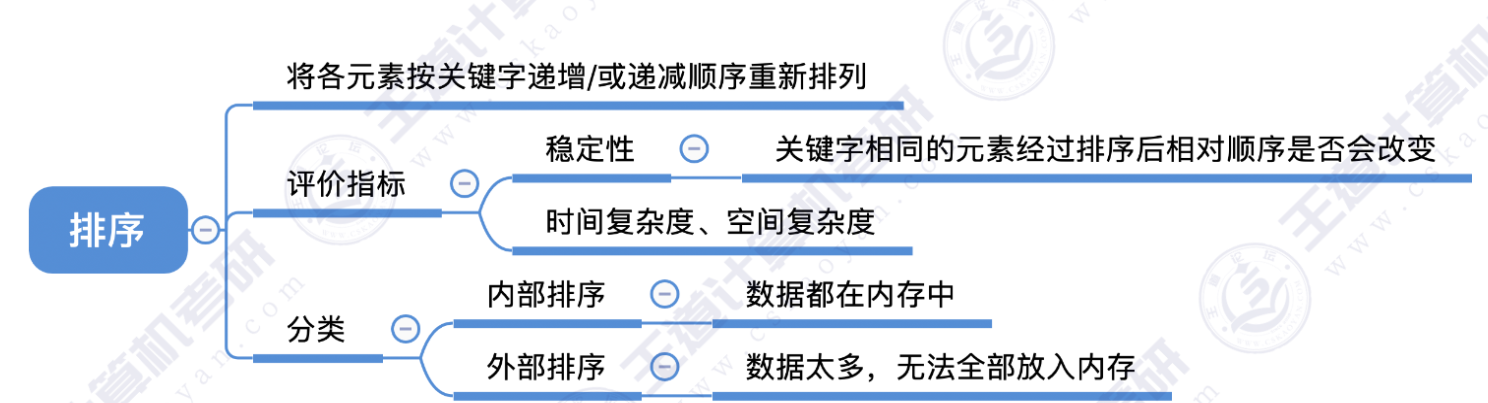 将各元素按关键字递增/或递减顺序重新排列
稳定性
关键字相同的元素经过排序后相对顺序是否会改变
评价指标
时间复杂度、空间复杂度
排序
内部排序
数据都在内存中
分类
外部排序
数据太多，无法全部放入内存
王道计算机考研
www.cskaoyan.com